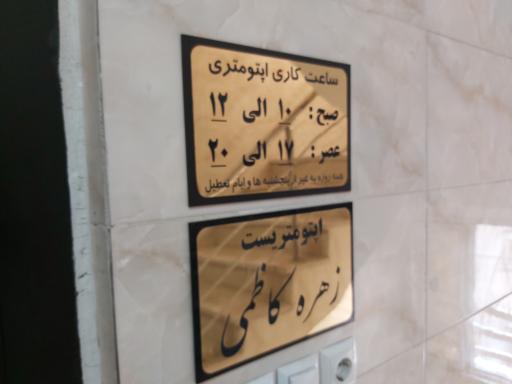 ساعت کاری اپتومتری
صبح: ۱۰ الی ۱۲
عصر: ۱۷ الی ۲۰
همه روزه به غیر از پنجشنبه ها و ایام تعطیل
اپتومتریست
زهره کاظمی